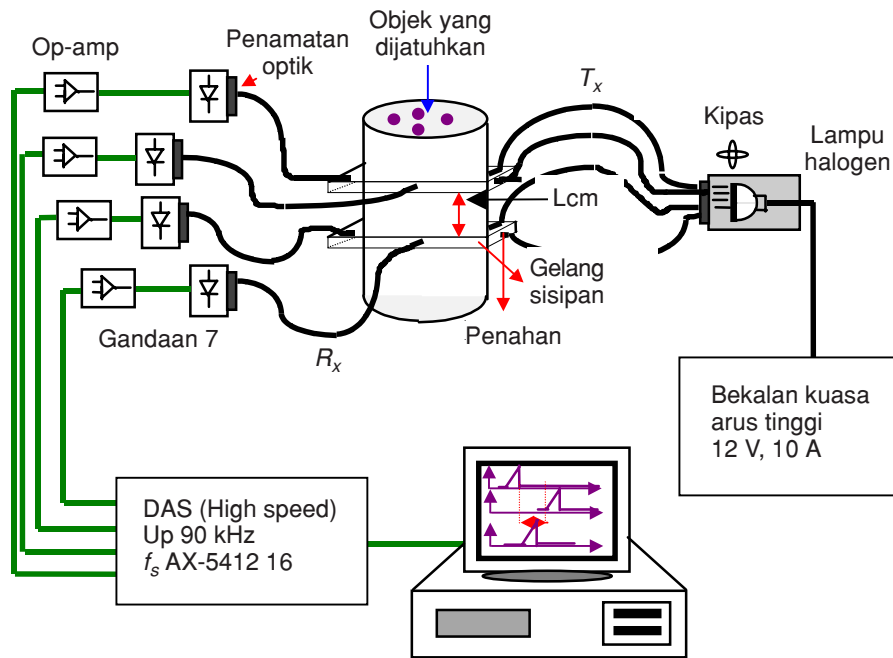 Objek yang
dijatuhkan
Op-amp
Penamatan
optik
Tx
Kipas
Lampu
halogen
Lcm
Gelang
sisipan
Penahan
Gandaan 7
Rx
Bekalan kuasa
arus tinggi
12 V, 10 A
DAS (High speed)
Up 90 kHz
fs AX-5412 16